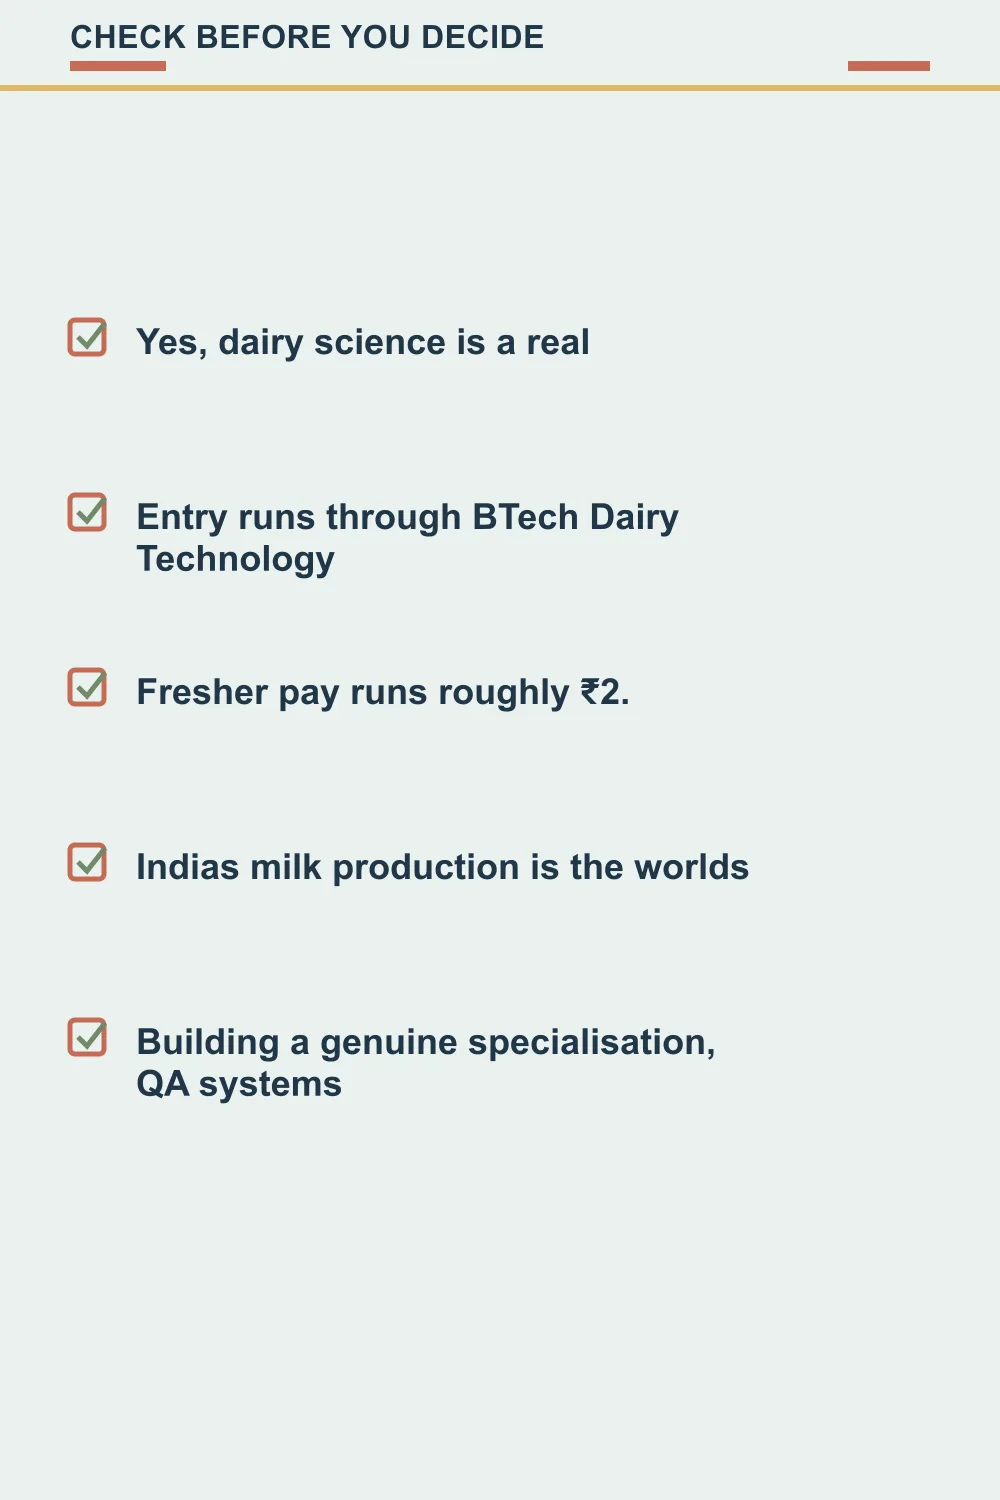 CHECK BEFORE YOU DECIDE
Yes, dairy science is a real
Entry runs through BTech Dairy
Technology
Fresher pay runs roughly ₹2.
Indias milk production is the worlds
Building a genuine specialisation,
QA systems